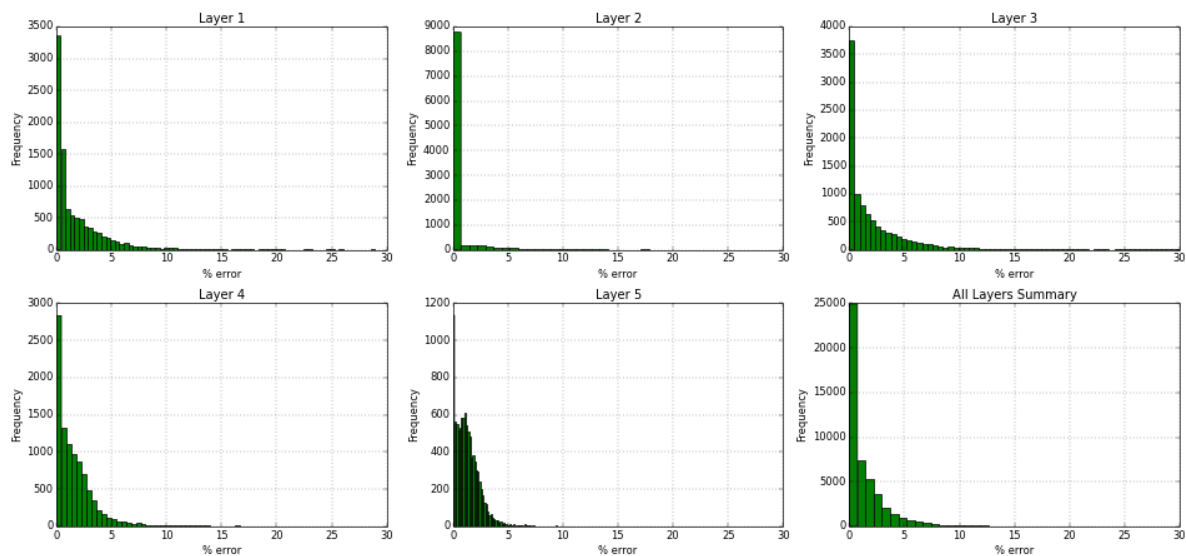 Layer 1
3500
3000
2500
2000
1500
1000
500
0
Frequency
0 5 10 15 20 25 30
% error
Layer 2
9000
8000
7000
6000
5000
4000
3000
2000
1000
0
Frequency
0 5 10 15 20 25 30
% error
Layer 3
4000
3500
3000
2500
2000
1500
1000
500
0
Frequency
0 5 10 15 20 25 30
% error
Layer 4
3000
2500
2000
1500
1000
500
0
Frequency
0 5 10 15 20 25 30
% error
Layer 5
1200
1000
800
600
400
200
0
Frequency
0 5 10 15 20 25 30
% error
All Layers Summary
25000
20000
15000
10000
5000
0
Frequency
0 5 10 15 20 25 30
% error